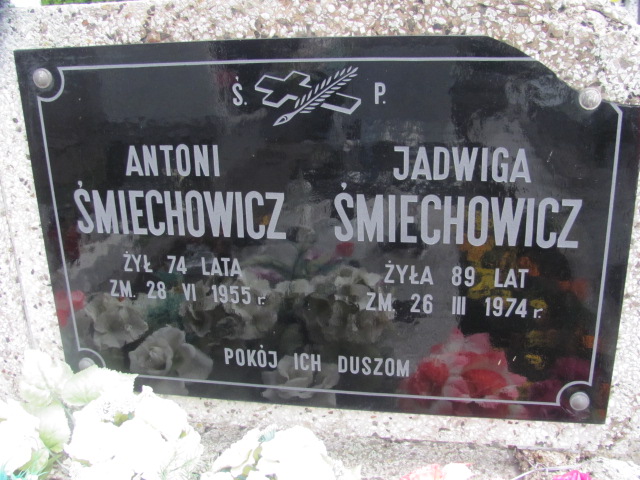 Ś. P.
ANTONI
ŚMIECHOWICZ
ŻYŁ 74 LATA
ZM. 28 VI 1955 r.
JADWIGA
ŚMIECHOWICZ
ŻYŁA 89 LAT
ZM. 26 III 1974 r.
POKÓJ ICH DUSZOM